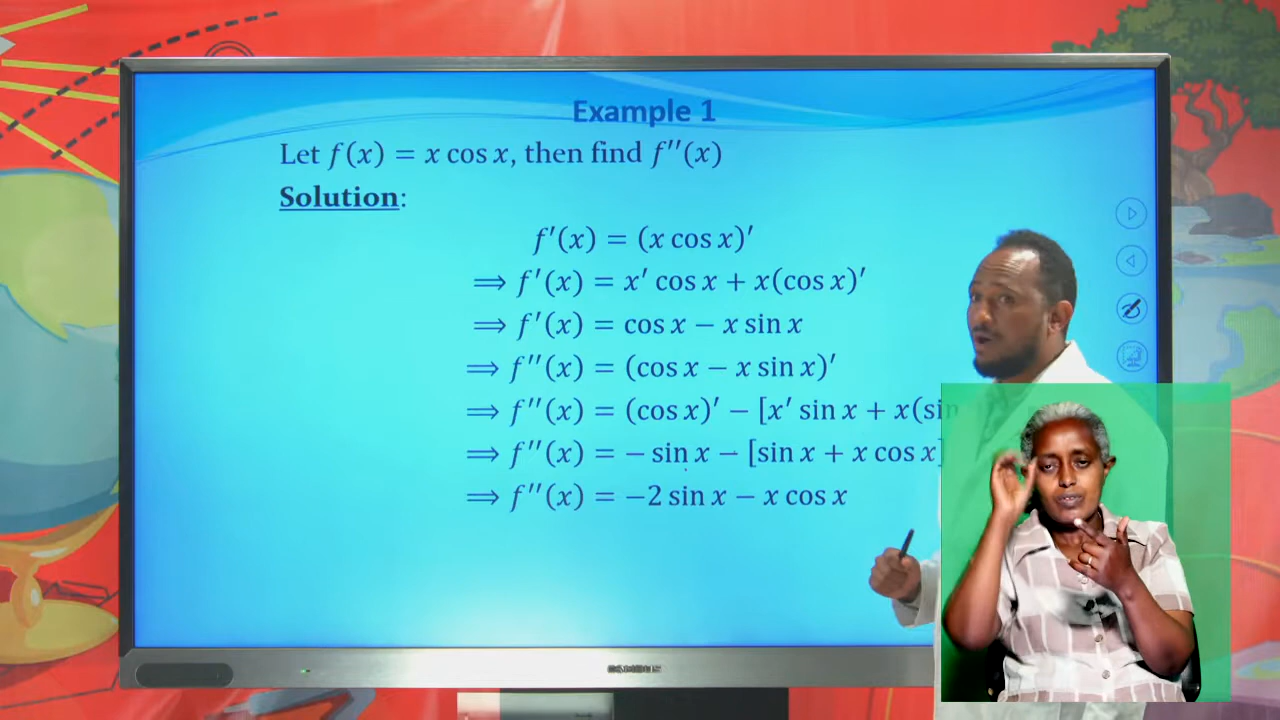 Example 1
Let f(x) = x cos x, then find f′′(x)
Solution:
f′(x) = (x cos x)′
⟹ f′(x) = x′ cos x + x(cos x)′
⟹ f′(x) = cos x − x sin x
⟹ f′′(x) = (cos x − x sin x)′
⟹ f′′(x) = (cos x)′ − [x′ sin x + x(sin
⟹ f′′(x) = − sin x − [sin x + x cos x]
⟹ f′′(x) = −2 sin x − x cos x